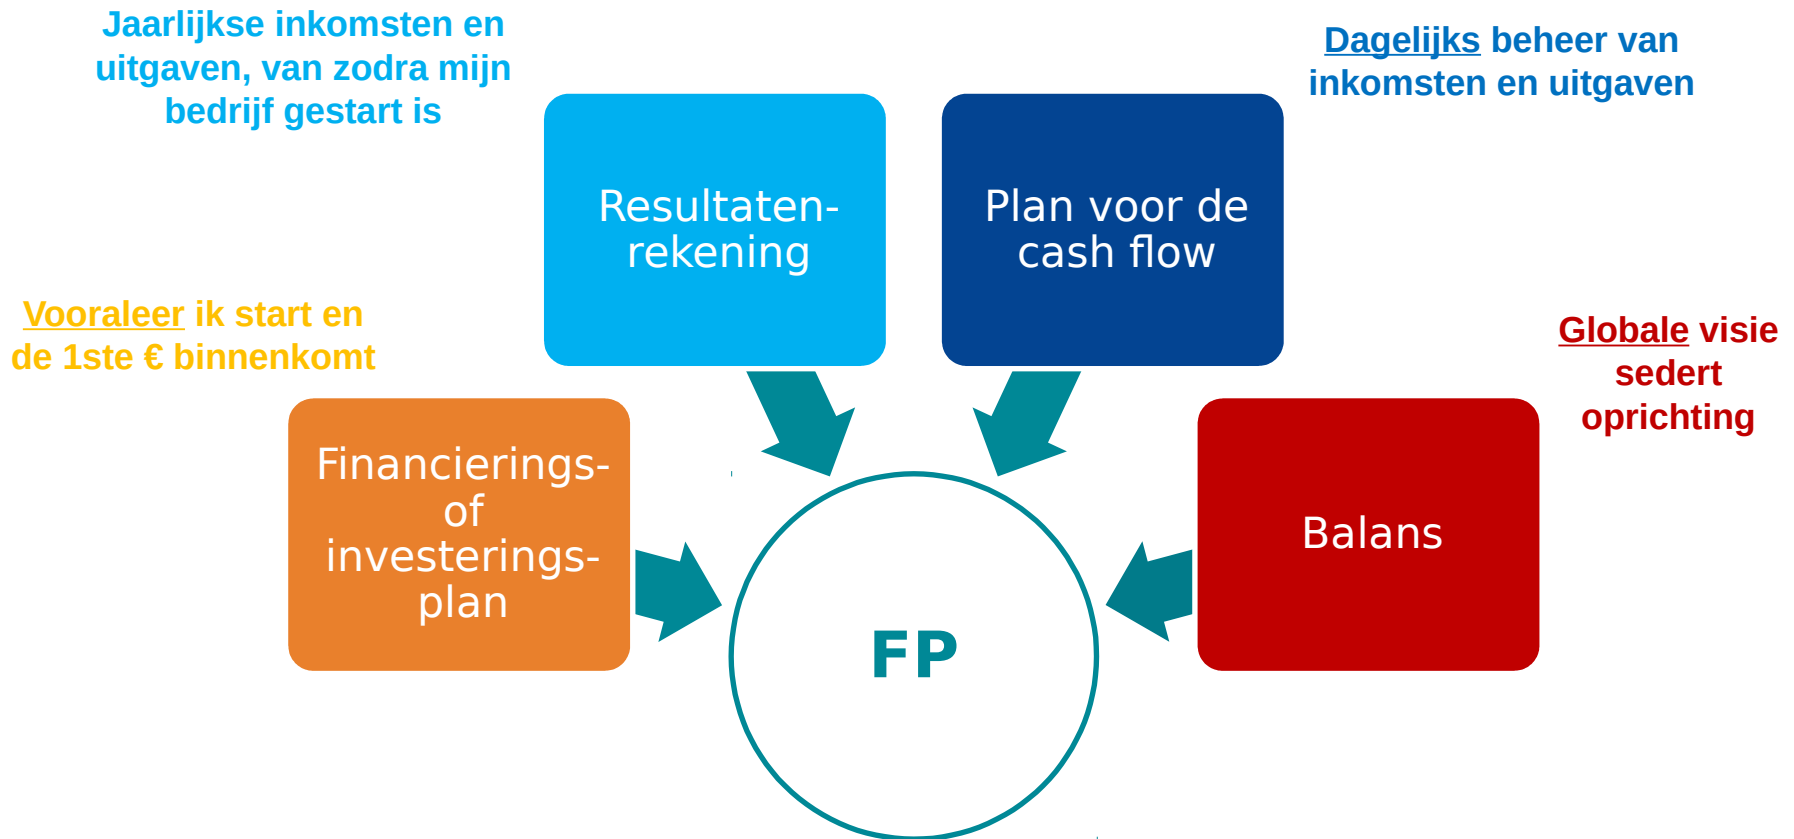 Jaarlijkse inkomsten en
uitgaven, van zodra mijn
bedrijf gestart is
Dagelijks beheer van
inkomsten en uitgaven
Resultaten-
rekening
Plan voor de
cash flow
Vooraleer ik start en
de 1ste € binnenkomt
Globale visie
sedert
oprichting
Financierings-
of
investerings-
plan
Balans
FP